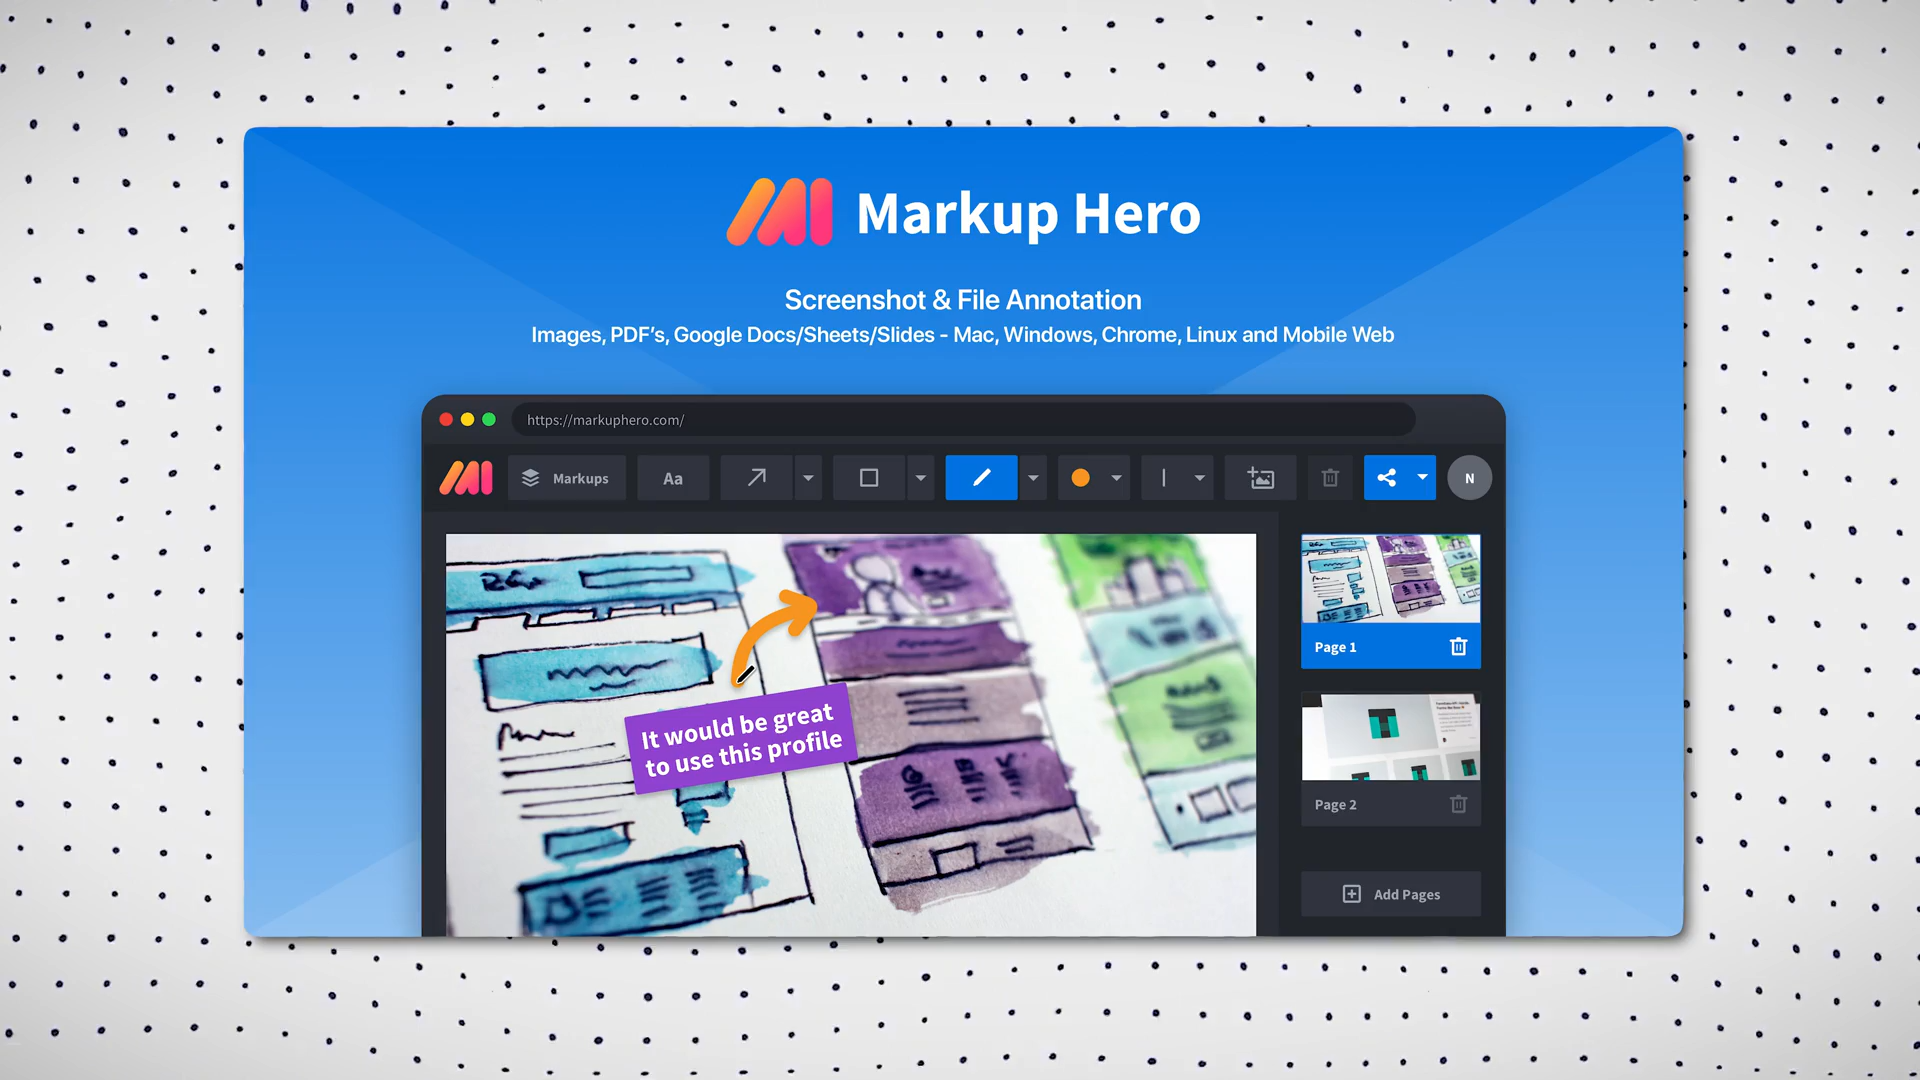 Markup Hero
Screenshot & File Annotation
Images, PDF's, Google Docs/Sheets/Slides - Mac, Windows, Chrome, Linux and Mobile Web
https://markuphero.com/
Markups
Aa
N
It would be great
to use this profile
Page 1
Page 2
Add Pages